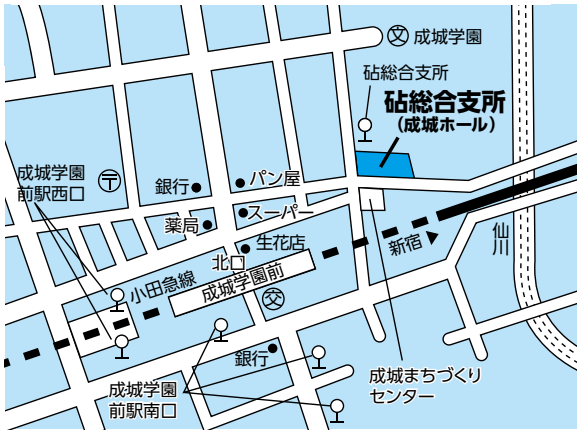 文
成城学園
砧総合支所
砧総合支所
（成城ホール）
成城学園
前駅西口
〒
銀行
パン屋
薬局
スーパー
生花店
北口
仙川
新宿
小田急線
成城学園前
交
銀行
成城学園
前駅南口
成城まちづくり
センター